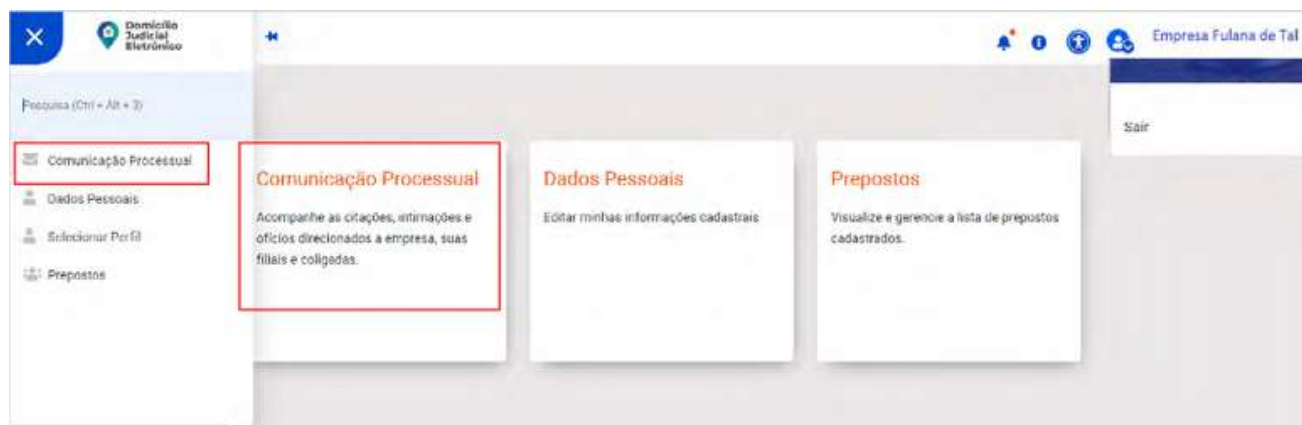 Domicílio
Judicial
Eletrônico
Empresa Fulana de Tal
Pesquisa (Ctrl + Alt + 3)
Sair
Comunicação Processual
Dados Pessoais
Selecionar Perfil
Prepostos
Comunicação Processual
Acompanhe as citações, intimações e
ofícios direcionados a empresa, suas
filiais e coligadas.
Dados Pessoais
Editar minhas informações cadastrais
Prepostos
Visualize e gerencie a lista de prepostos
cadastrados.